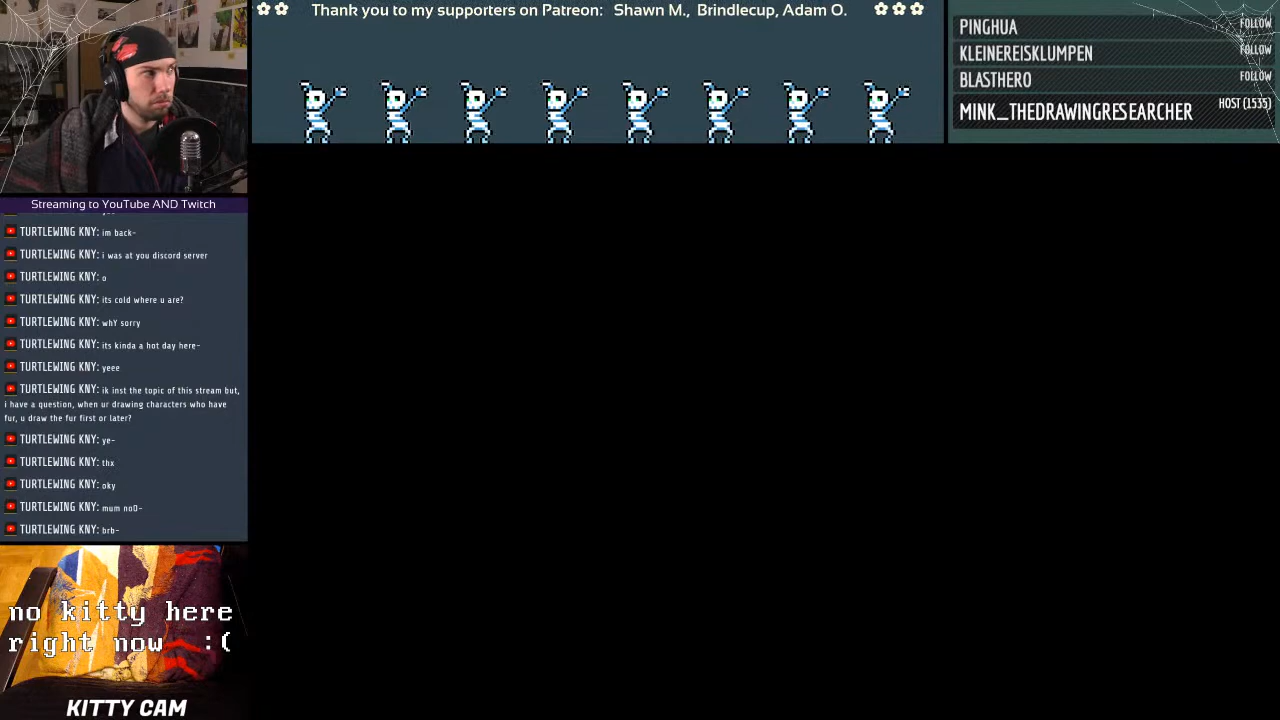 Thank you to my supporters on Patreon: Shawn M., Brindlecup, Adam O.
PINGHUA FOLLOW
KLEINEREISKLUMPEN FOLLOW
BLASTHERO FOLLOW
MINK_THEDRAWINGRESEARCHER HOST (1535)
Streaming to YouTube AND Twitch
TURTLEWING KNY: im back-
TURTLEWING KNY: i was at you discord server
TURTLEWING KNY: o
TURTLEWING KNY: its cold where u are?
TURTLEWING KNY: whY sorry
TURTLEWING KNY: its kinda a hot day here-
TURTLEWING KNY: yeee
TURTLEWING KNY: ik inst the topic of this stream but,
i have a question, when ur drawing characters who have
fur, u draw the fur first or later?
TURTLEWING KNY: ye-
TURTLEWING KNY: thx
TURTLEWING KNY: oky
TURTLEWING KNY: mum no0-
TURTLEWING KNY: brb-
no kitty here
right now :(
KITTY CAM